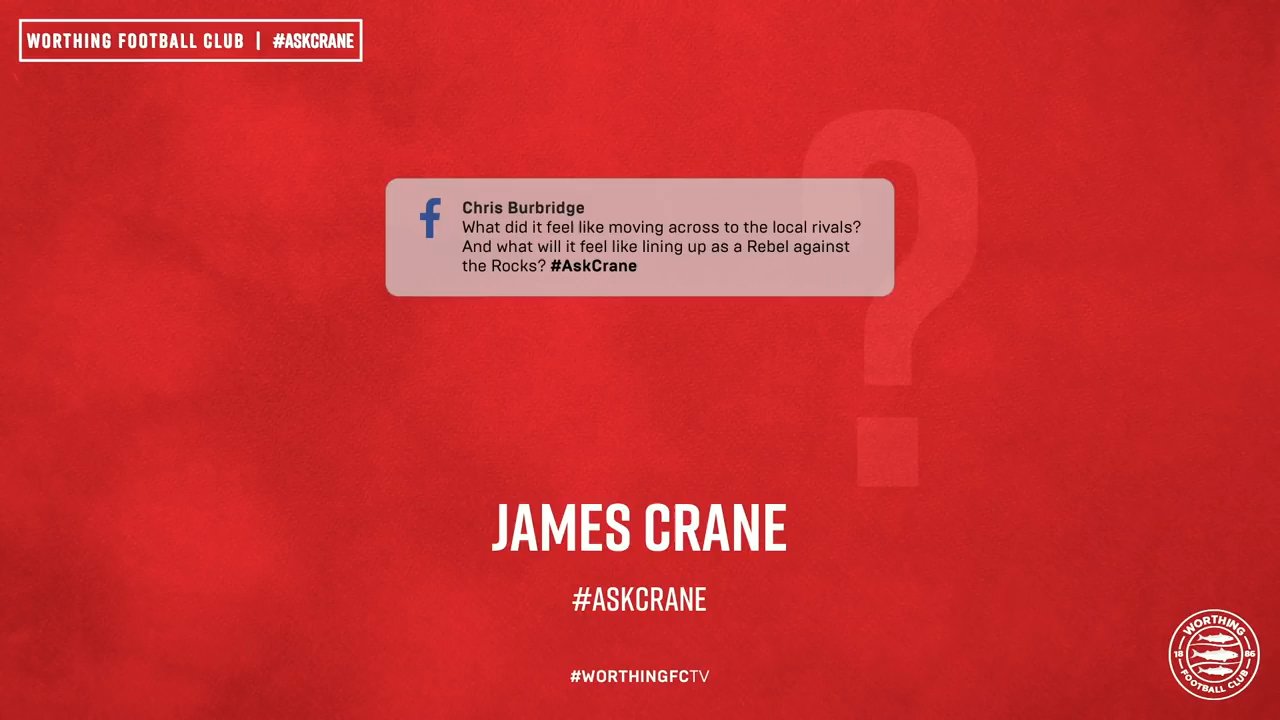 WORTHING FOOTBALL CLUB | #ASKCRANE
Chris Burbridge
What did it feel like moving across to the local rivals?
And what will it feel like lining up as a Rebel against
the Rocks? #AskCrane
?
JAMES CRANE
#ASKCRANE
#WORTHINGFCTV
WORTHING
18 86
FOOTBALL CLUB